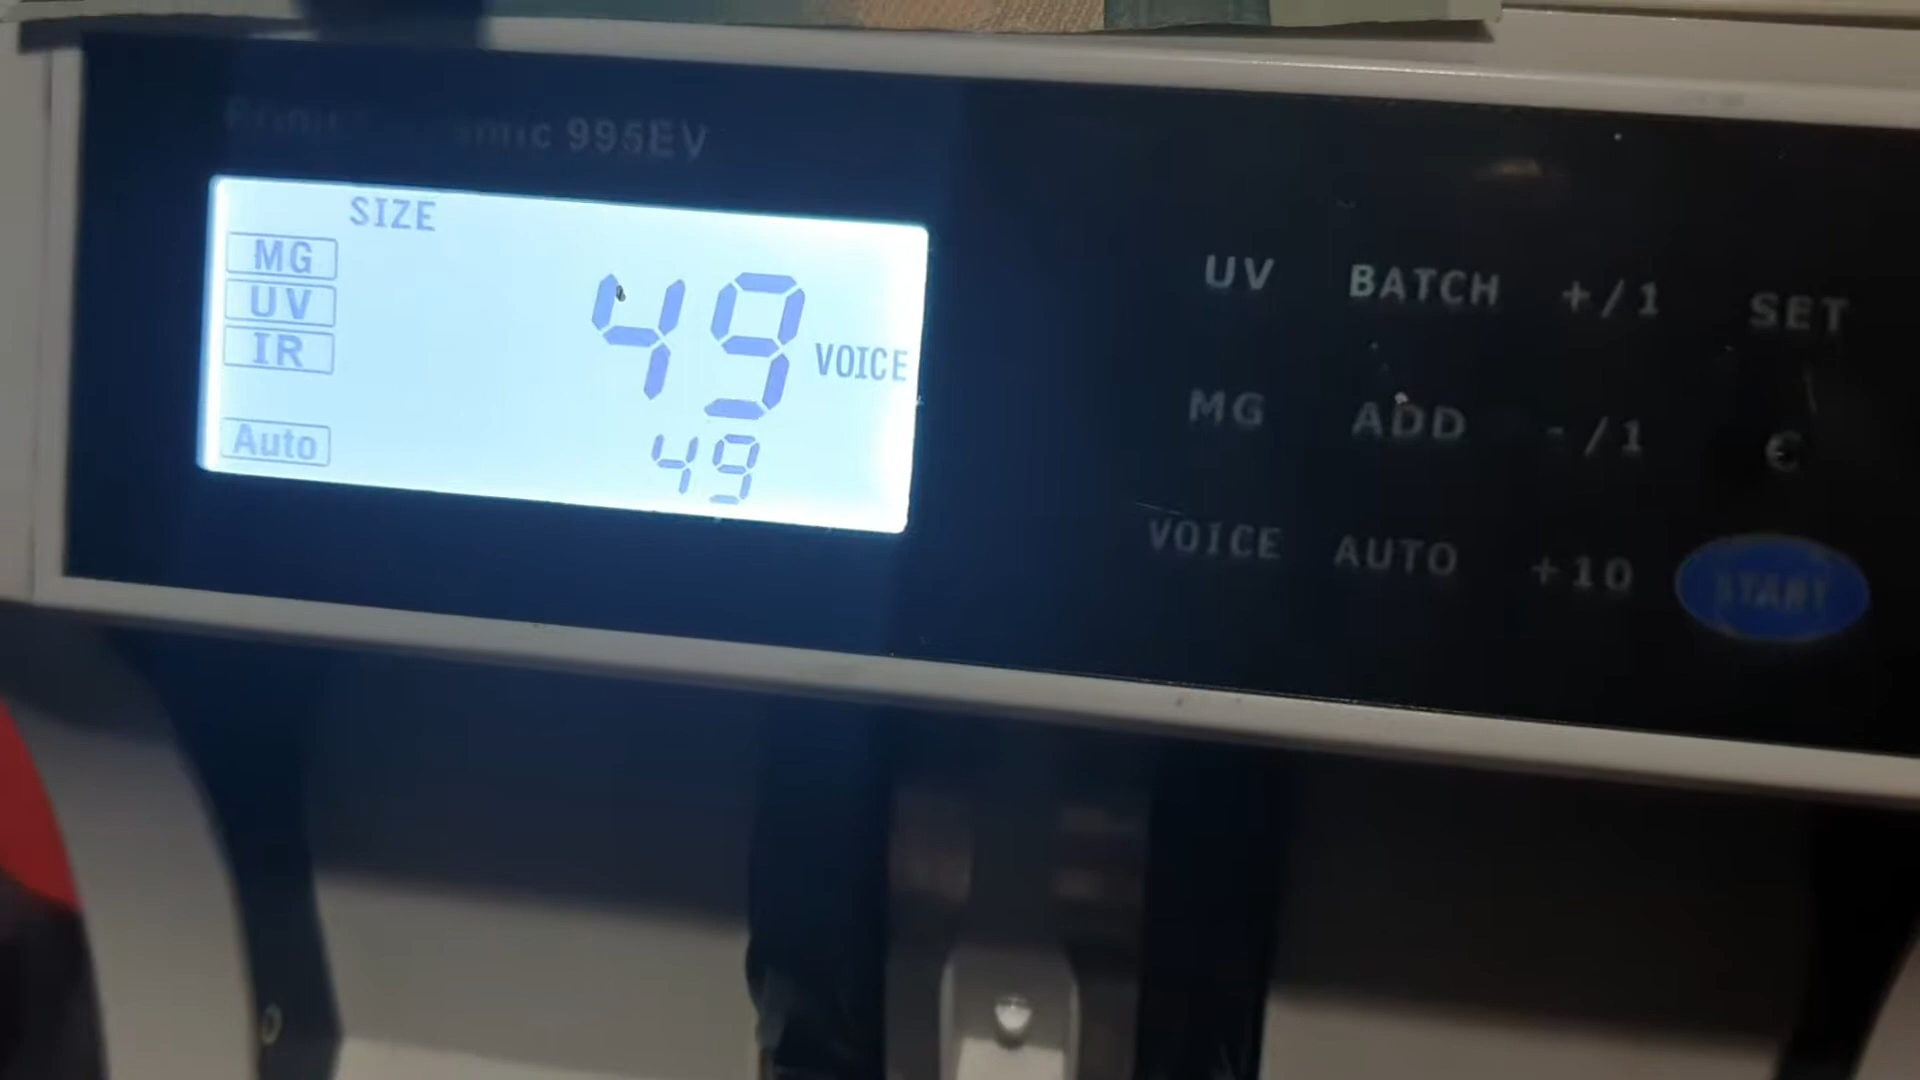 995EV
SIZE
MG
UV
IR
49
VOICE
Auto
49
UV BATCH +/1 SET
MG ADD -/1 €
VOICE AUTO +10 START